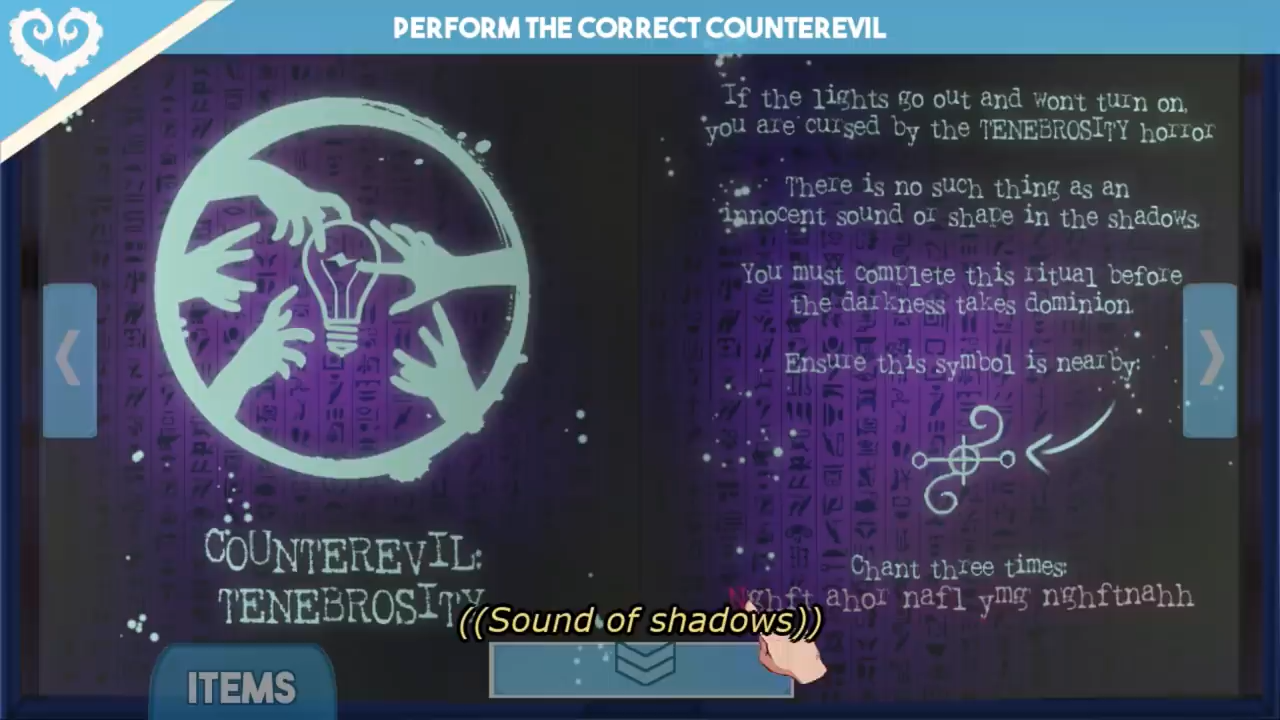 PERFORM THE CORRECT COUNTEREVIL
If the lights go out and wont turn on,
you are cursed by the TENEBROSITY horror
There is no such thing as an
innocent sound or shape in the shadows.
You must complete this ritual before
the darkness takes dominion.
Ensure this symbol is nearby:
Chant three times:
Nghft ahor nafl ymg nghftnahh
COUNTEREVIL:
TENEBROSITY
((Sound of shadows))
ITEMS